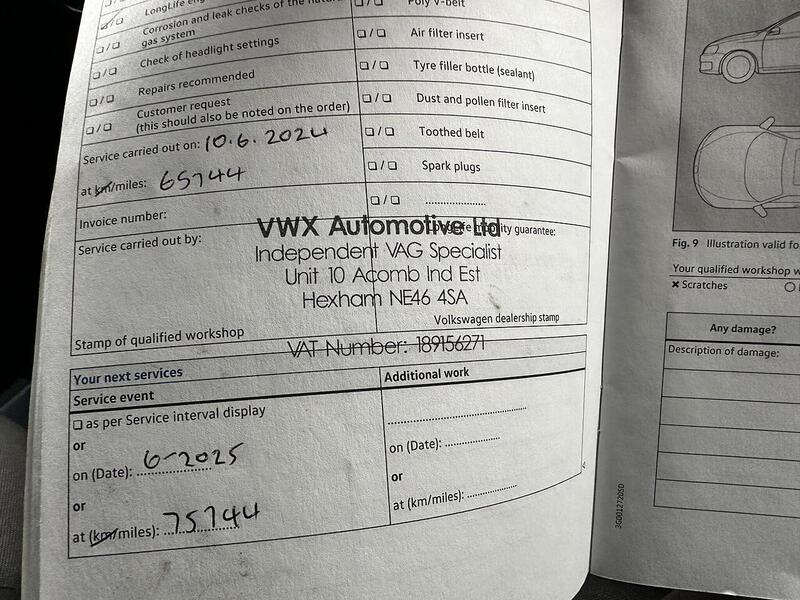 LongLife
Corrosion and leak checks of the natural
gas system
Check of headlight settings
Repairs recommended
Customer request
(this should also be noted on the order)
Poly V-belt
Air filter insert
Tyre filler bottle (sealant)
Dust and pollen filter insert
Toothed belt
Spark plugs
Service carried out on: 10.6.2024
at km/miles: 65744
Invoice number:
Service carried out by:
guarantee:
VWX Automotive Ltd
Independent VAG Specialist
Unit 10 Acomb Ind Est
Hexham NE46 4SA
Volkswagen dealership stamp
Stamp of qualified workshop
VAT Number: 189156271
Your next services
Service event
Additional work
as per Service interval display
or
on (Date): 6-2025
or
at (km/miles): 75744
on (Date):
or
at (km/miles):
Fig. 9 Illustration valid fo
Your qualified workshop w
Scratches
Any damage?
Description of damage:
3G0012720SD